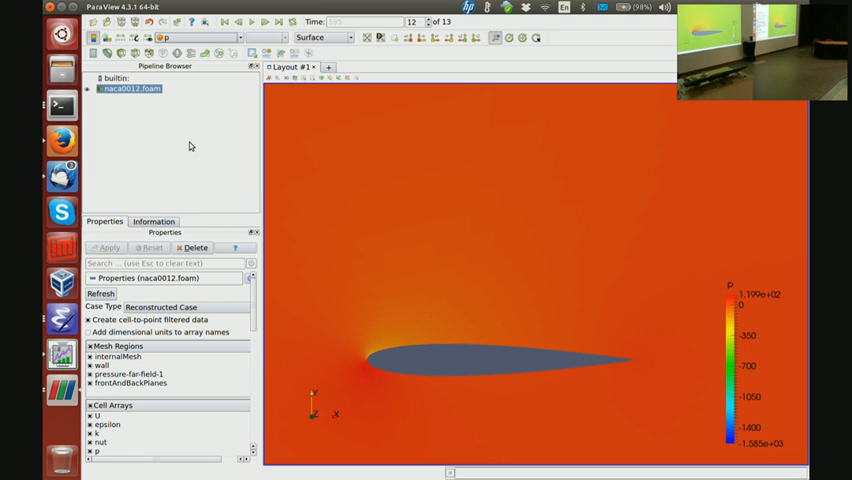 ParaView 4.3.1 64-bit
En
(98%)
Time:
595
12
of 13
p
Surface
Pipeline Browser
builtin:
naca0012.foam
Layout #1
Properties
Information
Properties
Apply
Reset
Delete
?
Search ... (use Esc to clear text)
Properties (naca0012.foam)
Refresh
Case Type
Reconstructed Case
Create cell-to-point filtered data
Add dimensional units to array names
Mesh Regions
internalMesh
wall
pressure-far-field-1
frontAndBackPlanes
Cell Arrays
U
epsilon
k
nut
p
p
1.199e+02
0
-350
-700
-1050
-1400
-1.585e+03
Y
Z
X